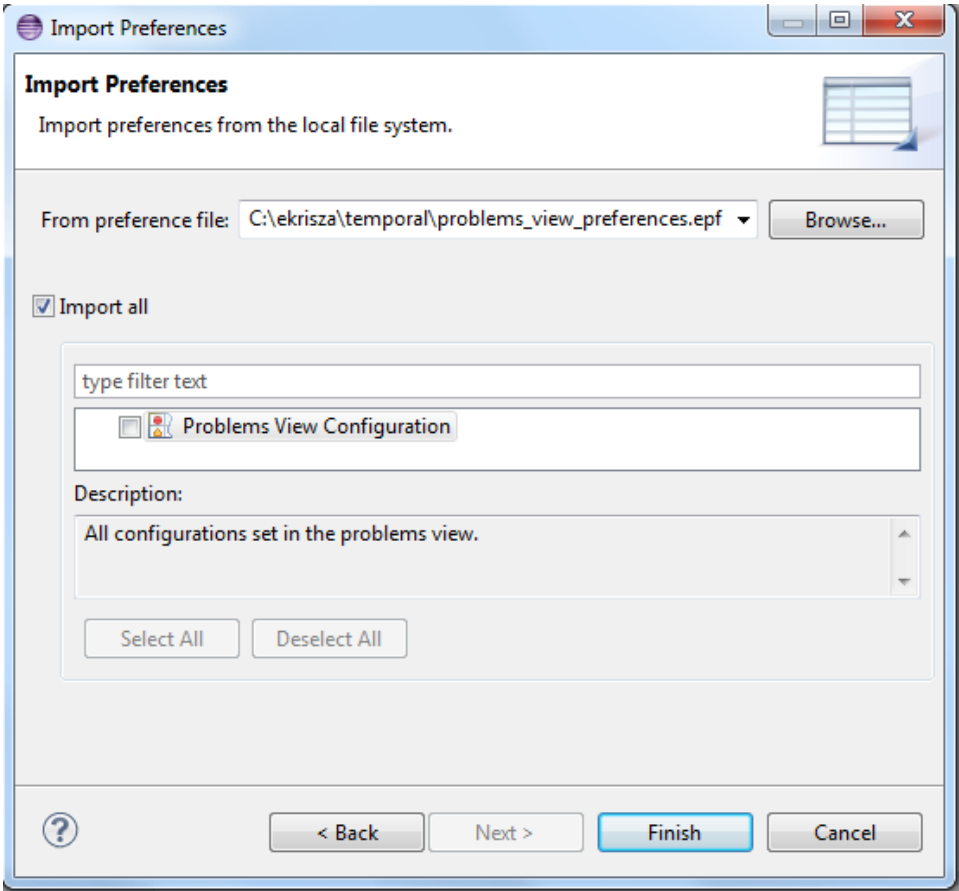 Import Preferences
Import Preferences
Import preferences from the local file system.
From preference file: C:\ekrisza\temporal\problems_view_preferences.epf Browse...
Import all
type filter text
Problems View Configuration
Description:
All configurations set in the problems view.
Select All Deselect All
? < Back Next > Finish Cancel